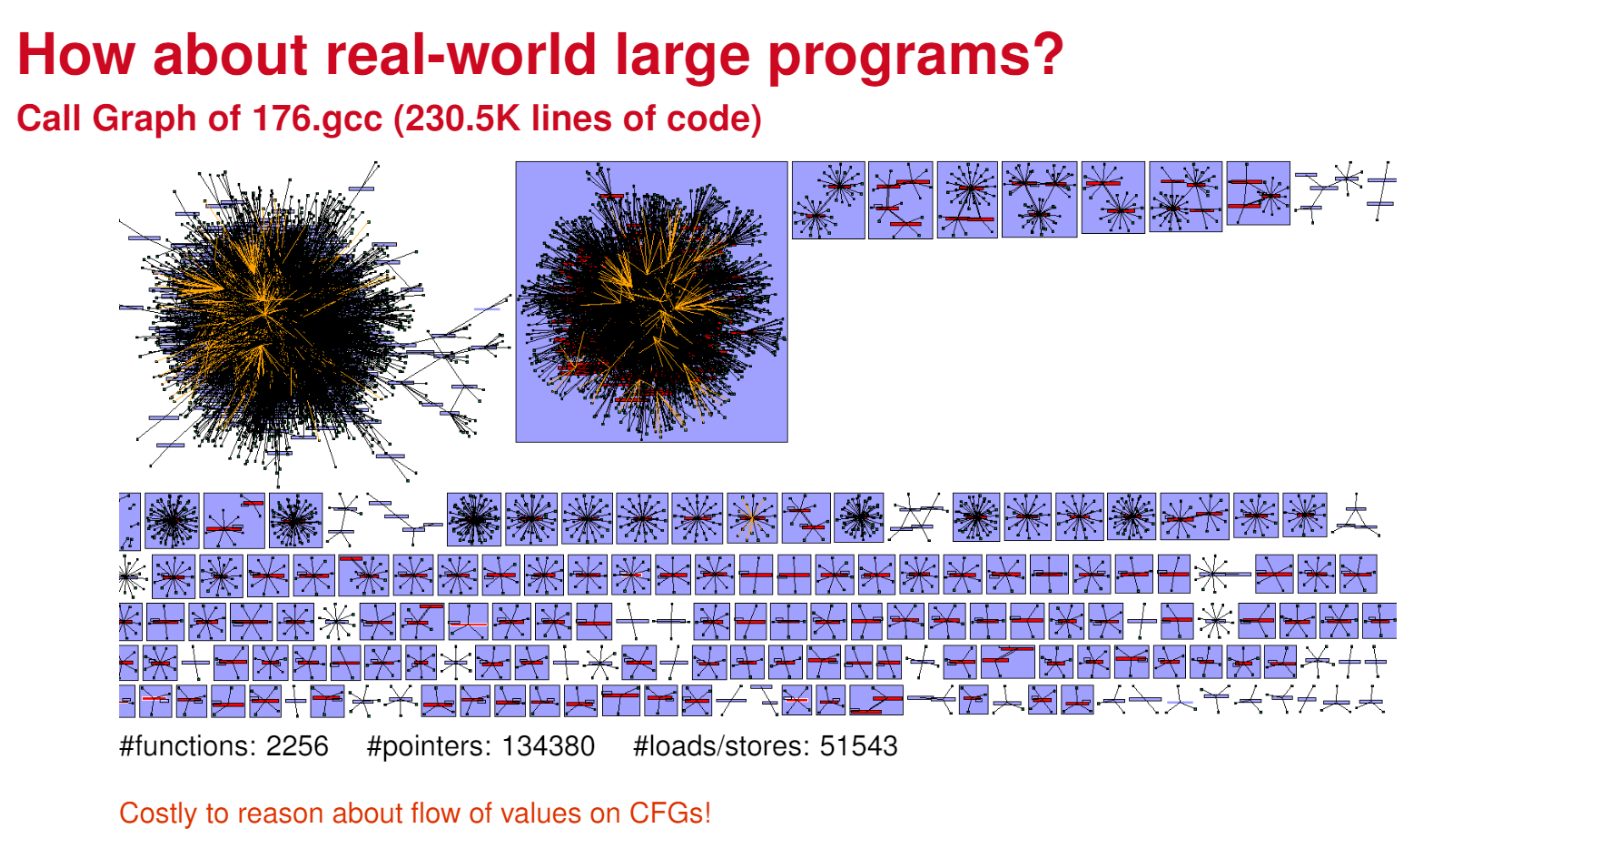 How about real-world large programs?
Call Graph of 176.gcc (230.5K lines of code)
#functions: 2256 #pointers: 134380 #loads/stores: 51543
Costly to reason about flow of values on CFGs!